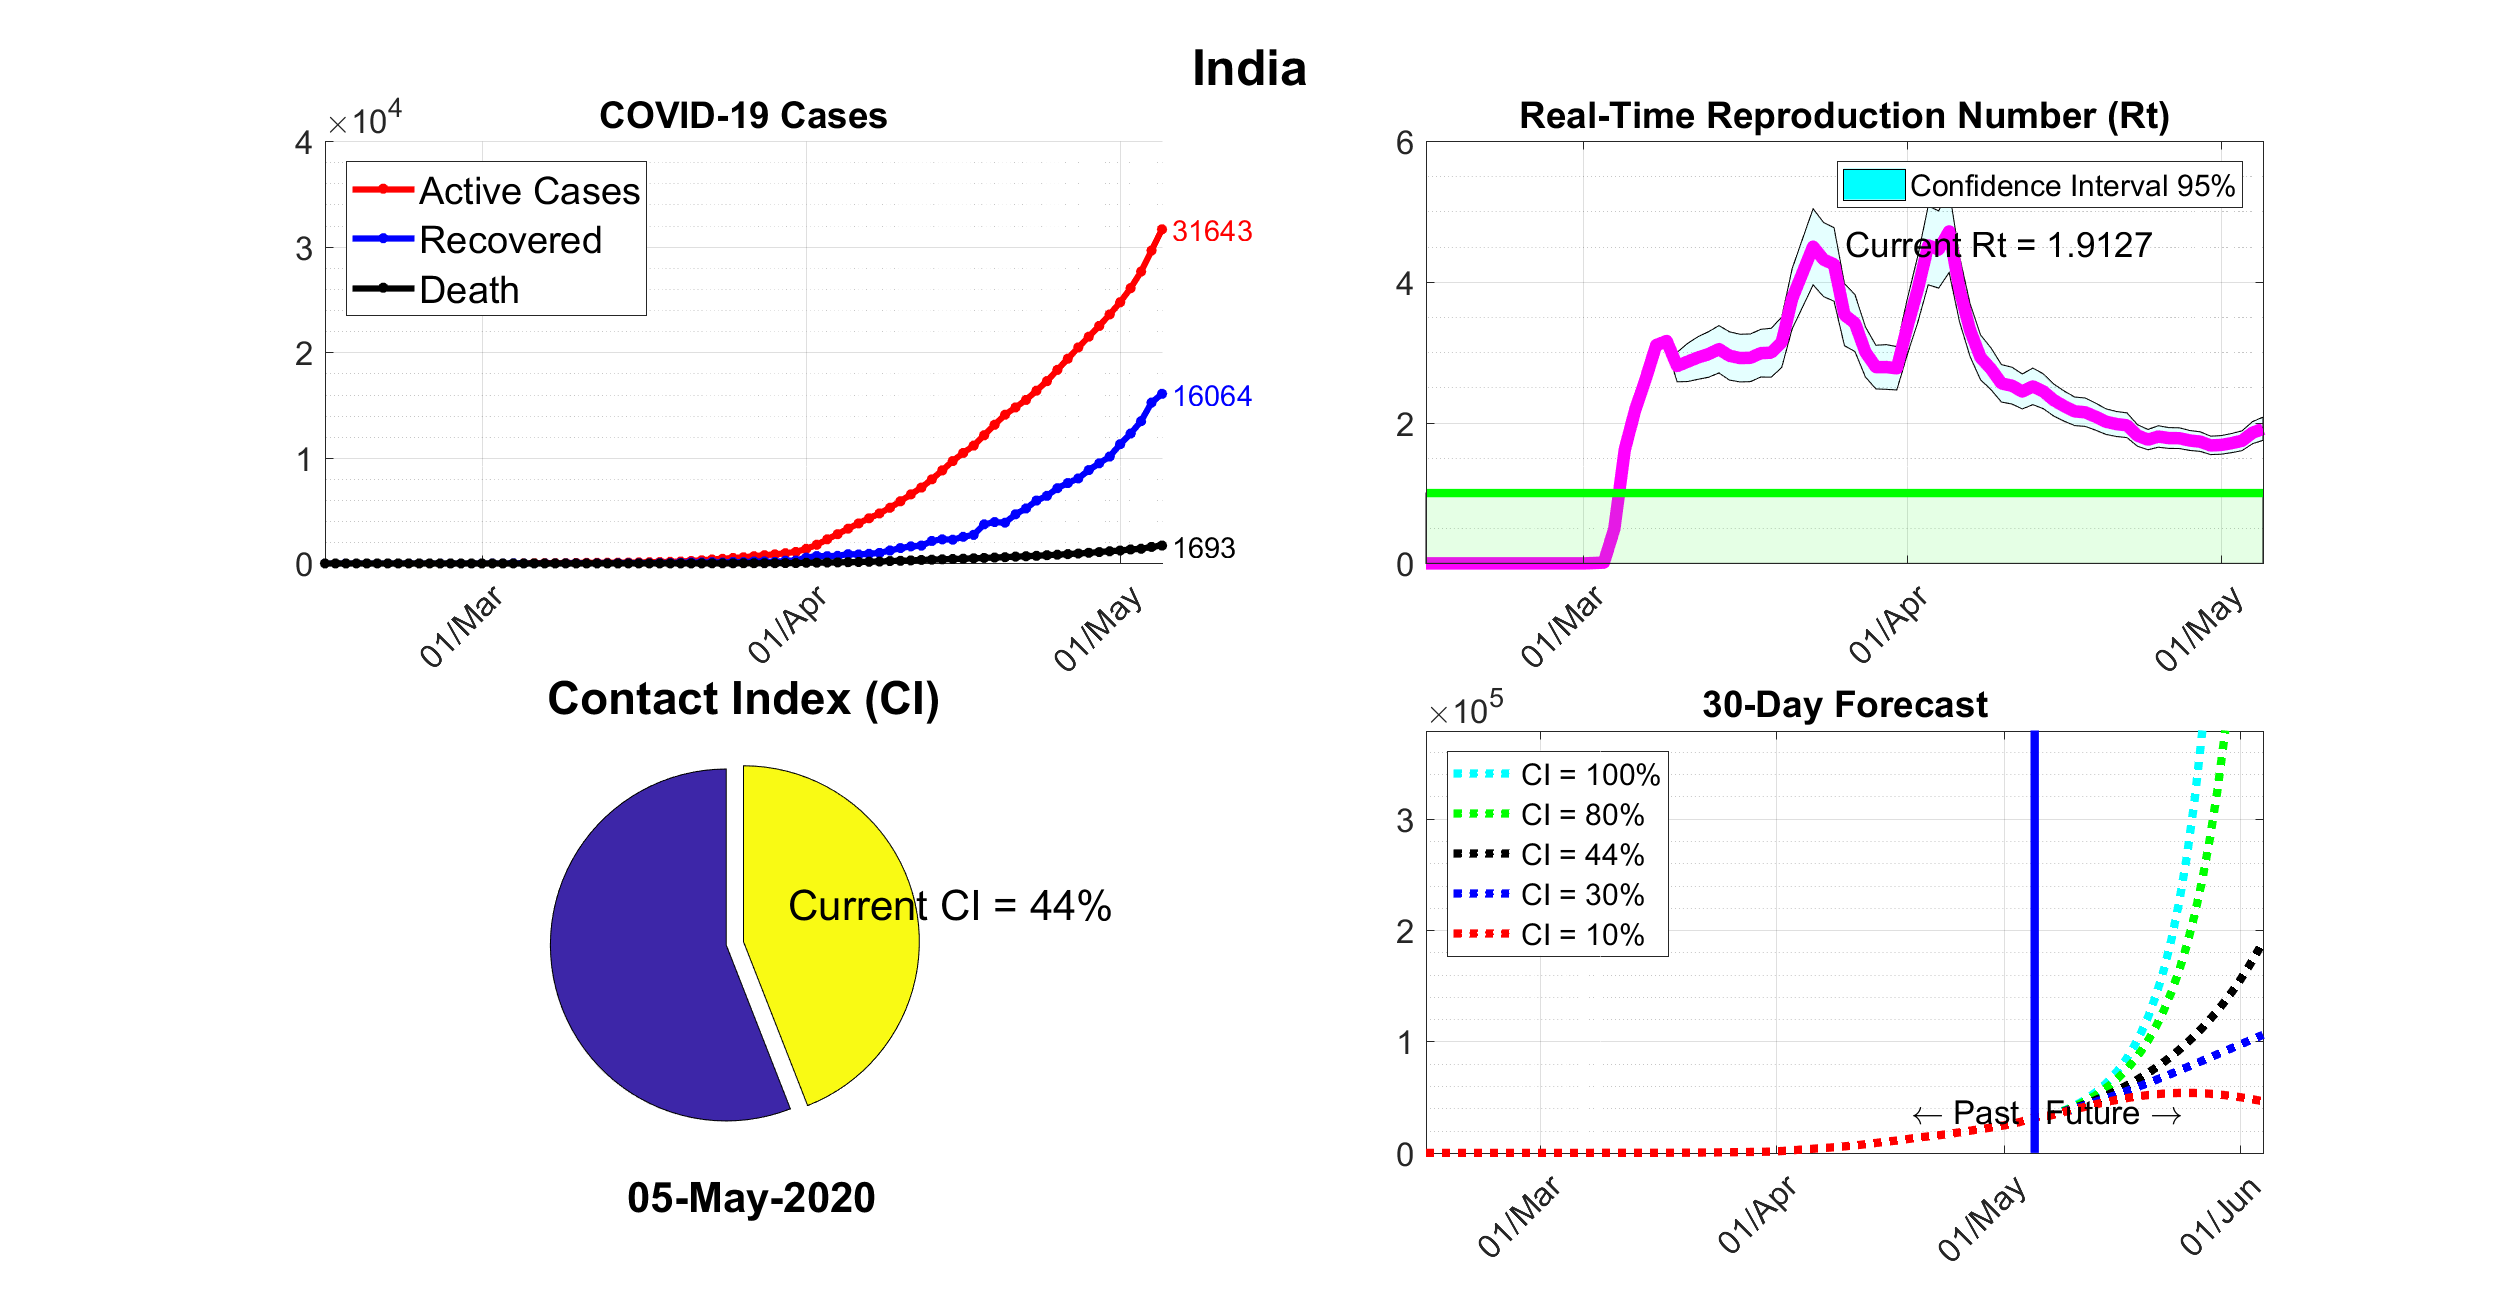 India
COVID-19 Cases
×10⁴
4
3
2
1
0
Active Cases
Recovered
Death
31643
16064
1693
01/Mar
01/Apr
01/May
Real-Time Reproduction Number (Rt)
6
4
2
0
Confidence Interval 95%
Current Rt = 1.9127
01/Mar
01/Apr
01/May
Contact Index (CI)
Current CI = 44%
05-May-2020
30-Day Forecast
×10⁵
3
2
1
0
CI = 100%
CI = 80%
CI = 44%
CI = 30%
CI = 10%
← Past
Future →
01/Mar
01/Apr
01/May
01/Jun